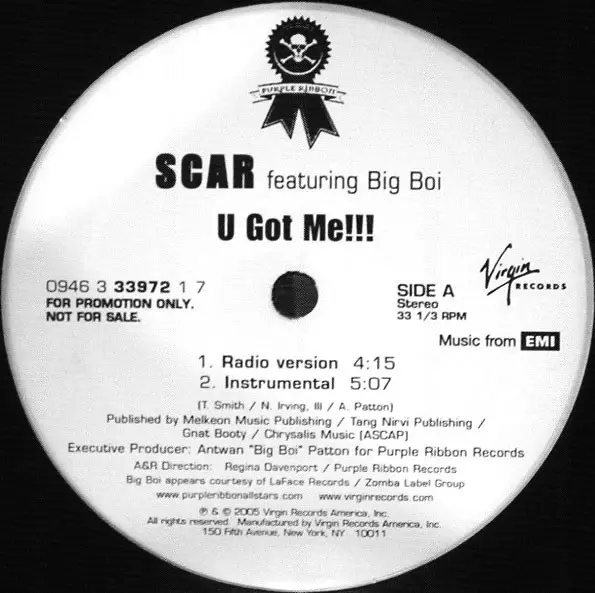 PURPLE RIBBON
SCAR featuring Big Boi
U Got Me!!!
0946 3 33972 1 7
FOR PROMOTION ONLY.
NOT FOR SALE.
SIDE A
Stereo
33 1/3 RPM
Virgin
RECORDS
Music from EMI
1. Radio version 4:15
2. Instrumental 5:07
(T. Smith / N. Irving, III / A. Patton)
Published by Melkeon Music Publishing / Tang Nirvi Publishing /
Gnat Booty / Chrysalis Music (ASCAP)
Executive Producer: Antwan "Big Boi" Patton for Purple Ribbon Records
A&R Direction: Regina Davenport / Purple Ribbon Records
Big Boi appears courtesy of LaFace Records / Zomba Label Group
www.purpleribbonallstars.com www.virginrecords.com
℗ & © 2005 Virgin Records America, Inc.
All rights reserved. Manufactured by Virgin Records America, Inc.
150 Fifth Avenue, New York, NY 10011